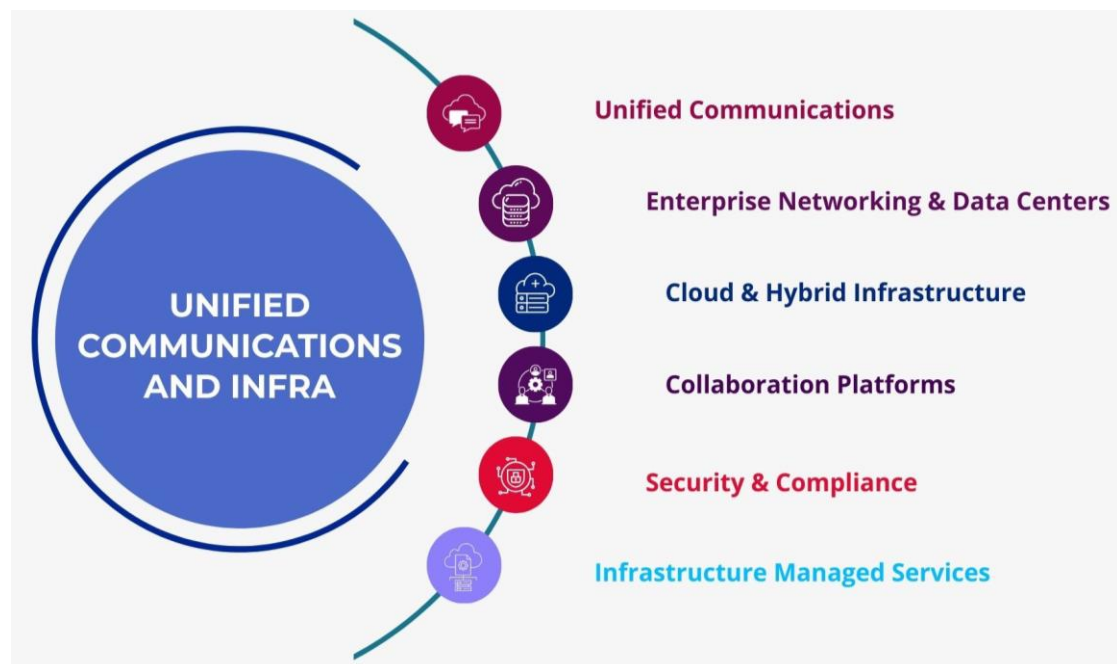 UNIFIED
COMMUNICATIONS
AND INFRA
Unified Communications
Enterprise Networking & Data Centers
Cloud & Hybrid Infrastructure
Collaboration Platforms
Security & Compliance
Infrastructure Managed Services